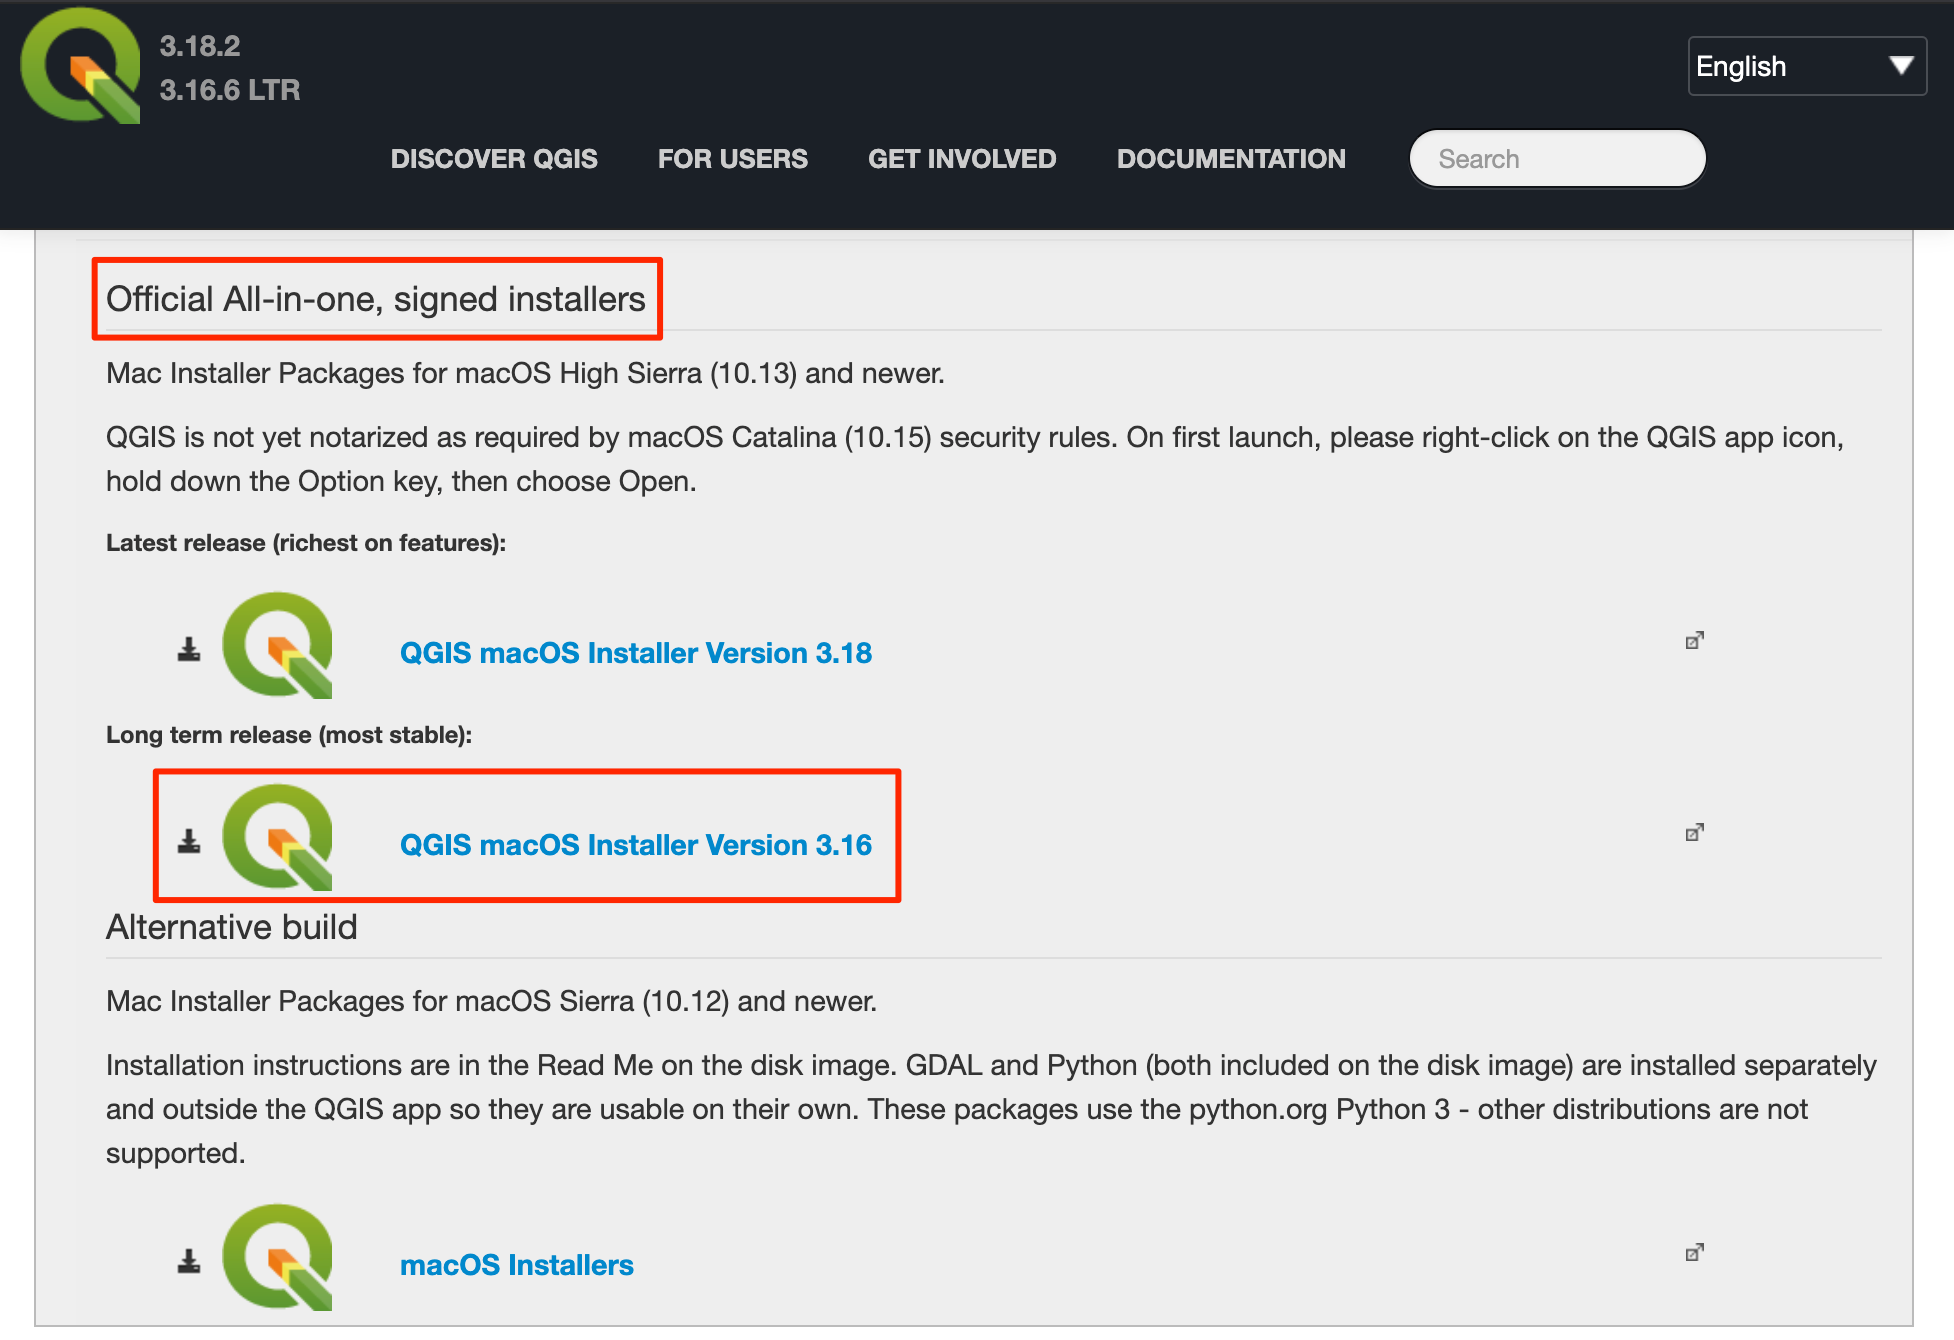 3.18.2
3.16.6 LTR
English
DISCOVER QGIS FOR USERS GET INVOLVED DOCUMENTATION Search
Official All-in-one, signed installers
Mac Installer Packages for macOS High Sierra (10.13) and newer.
QGIS is not yet notarized as required by macOS Catalina (10.15) security rules. On first launch, please right-click on the QGIS app icon,
hold down the Option key, then choose Open.
Latest release (richest on features):
QGIS macOS Installer Version 3.18
Long term release (most stable):
QGIS macOS Installer Version 3.16
Alternative build
Mac Installer Packages for macOS Sierra (10.12) and newer.
Installation instructions are in the Read Me on the disk image. GDAL and Python (both included on the disk image) are installed separately
and outside the QGIS app so they are usable on their own. These packages use the python.org Python 3 - other distributions are not
supported.
macOS Installers